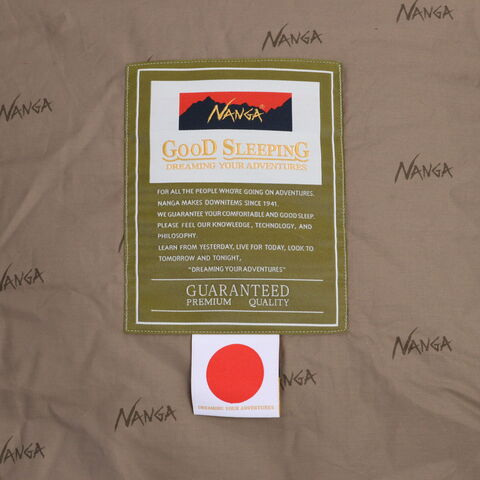 NANGA
NANGA
NANGA
NANGA
NANGA®
GOOD SLEEPING
DREAMING YOUR ADVENTURES
FOR ALL THE PEOPLE WHO'RE GOING ON ADVENTURES.
NANGA MAKES DOWNITEMS SINCE 1941.
WE GUARANTEE YOUR COMFORTABLE AND GOOD SLEEP.
PLEASE FEEL OUR KNOWLEDGE, TECHNOLOGY, AND
PHILOSOPHY.
LEARN FROM YESTERDAY, LIVE FOR TODAY, LOOK TO
TOMORROW AND TONIGHT,
"DREAMING YOUR ADVENTURES"
GUARANTEED
PREMIUM QUALITY
DREAMING YOUR ADVENTURES
NANGA
NANGA
NANGA
NANGA
NANGA
NANGA